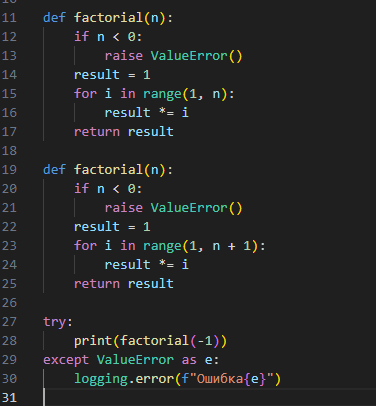 11 def factorial(n):
12     if n < 0:
13         raise ValueError()
14     result = 1
15     for i in range(1, n):
16         result *= i
17     return result
18
19 def factorial(n):
20     if n < 0:
21         raise ValueError()
22     result = 1
23     for i in range(1, n + 1):
24         result *= i
25     return result
26
27 try:
28     print(factorial(-1))
29 except ValueError as e:
30     logging.error(f"Ошибка{e}")
31